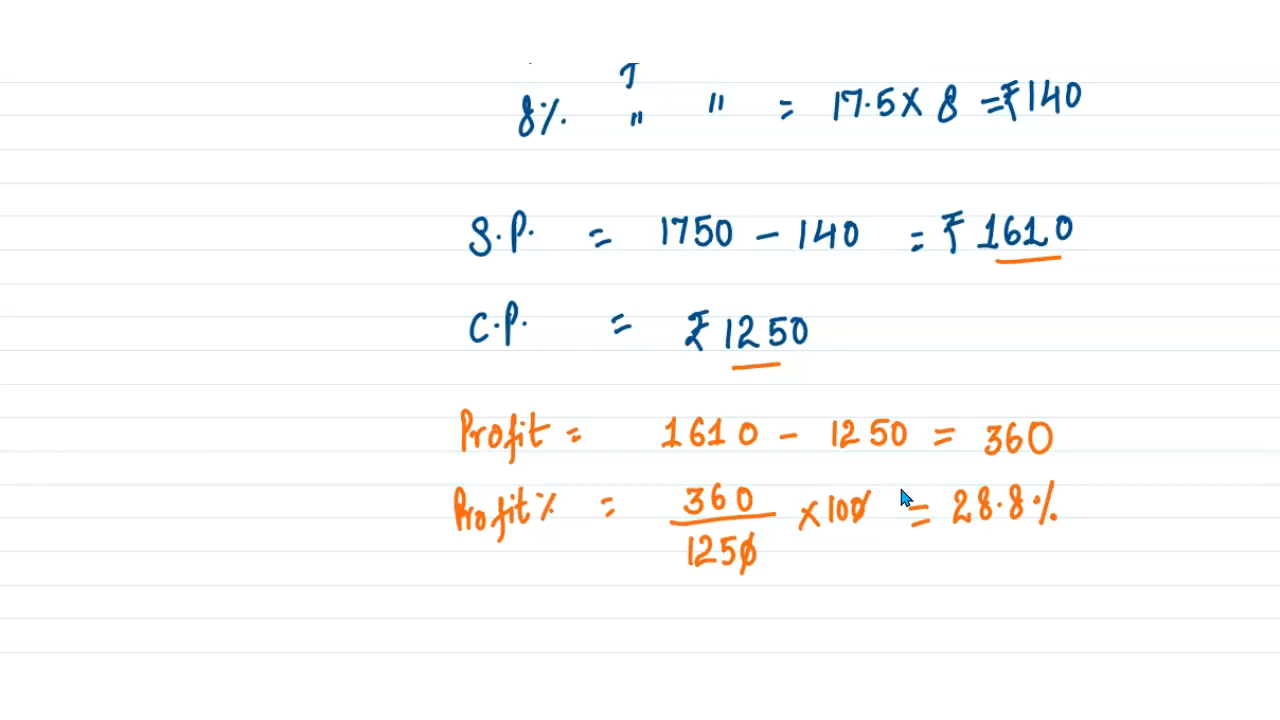 8% " " = 17.5 × 8 = ₹140
S.P. = 1750 - 140 = ₹ 1610
C.P. = ₹ 1250
Profit = 1610 - 1250 = 360
Profit % = 360/1250 × 100 = 28.8%